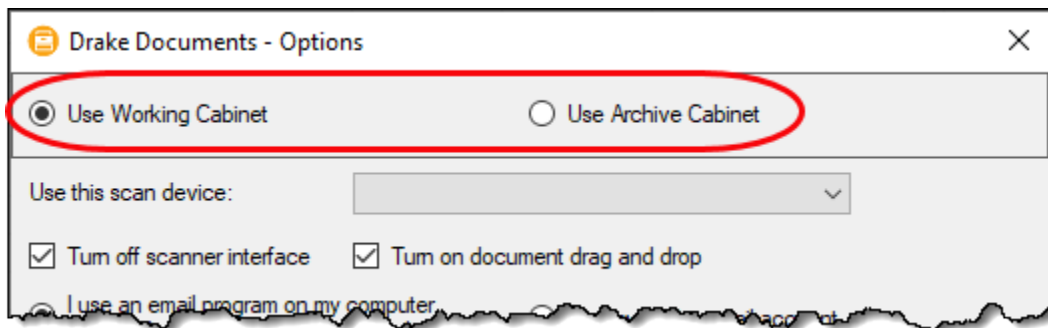 Drake Documents - Options
Use Working Cabinet Use Archive Cabinet
Use this scan device:
Turn off scanner interface Turn on document drag and drop
I use an email program on my computer